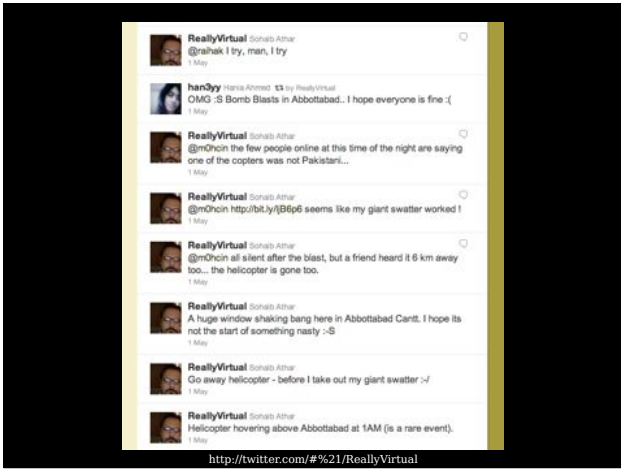 ReallyVirtual Sohaib Athar
@raihak I try, man, I try
1 May
han3yy Hania Ahmed by ReallyVirtual
OMG :S Bomb Blasts in Abbottabad.. I hope everyone is fine :(
1 May
ReallyVirtual Sohaib Athar
@m0hcin the few people online at this time of the night are saying
one of the copters was not Pakistani...
1 May
ReallyVirtual Sohaib Athar
@m0hcin http://bit.ly/ljB6p6 seems like my giant swatter worked !
1 May
ReallyVirtual Sohaib Athar
@m0hcin all silent after the blast, but a friend heard it 6 km away
too... the helicopter is gone too.
1 May
ReallyVirtual Sohaib Athar
A huge window shaking bang here in Abbottabad Cantt. I hope its
not the start of something nasty :-S
1 May
ReallyVirtual Sohaib Athar
Go away helicopter - before I take out my giant swatter :-/
1 May
ReallyVirtual Sohaib Athar
Helicopter hovering above Abbottabad at 1AM (is a rare event).
1 May
http://twitter.com/#%21/ReallyVirtual